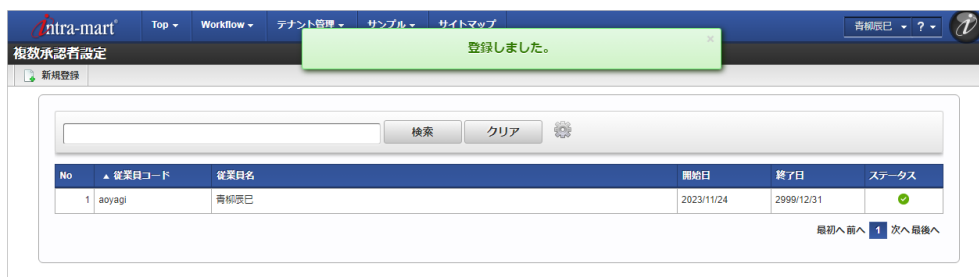 intra-mart® Top Workflow テナント管理 サンプル サイトマップ 青柳辰巳 ?
登録しました。 ×
複数承認者設定
新規登録
検索 クリア
No ▲ 従業員コード 従業員名 開始日 終了日 ステータス
1 aoyagi 青柳辰巳 2023/11/24 2999/12/31
最初へ 前へ 1 次へ 最後へ